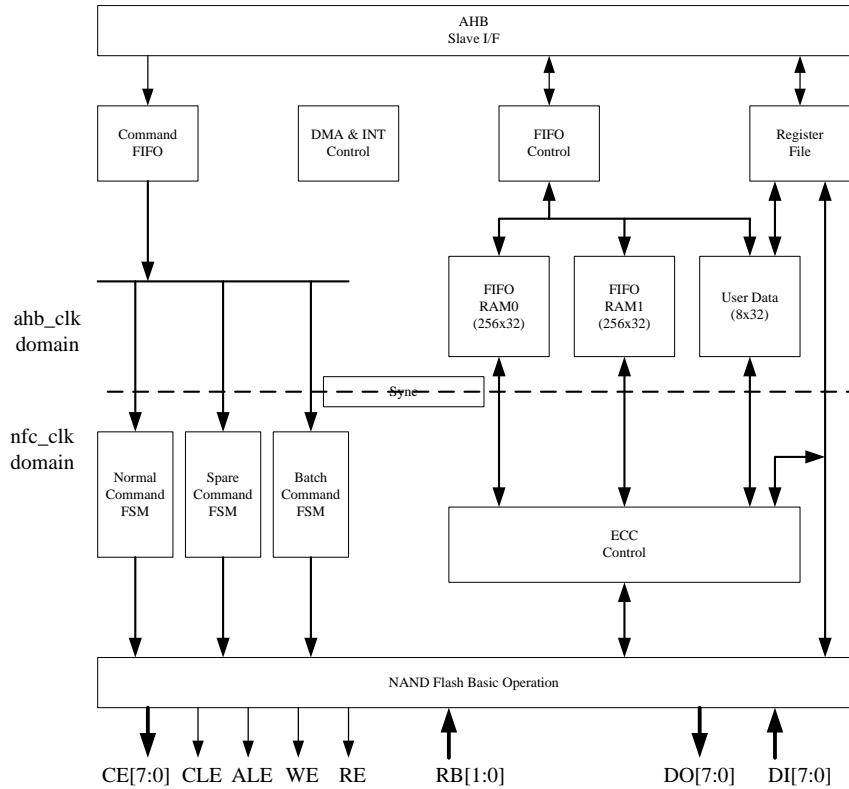 AHB
Slave I/F
Command
FIFO
DMA & INT
Control
FIFO
Control
Register
File
FIFO
RAM0
(256x32)
FIFO
RAM1
(256x32)
User Data
(8x32)
ahb_clk
domain
Sync
nfc_clk
domain
Normal
Command
FSM
Spare
Command
FSM
Batch
Command
FSM
ECC
Control
NAND Flash Basic Operation
CE[7:0] CLE ALE WE RE RB[1:0] DO[7:0] DI[7:0]